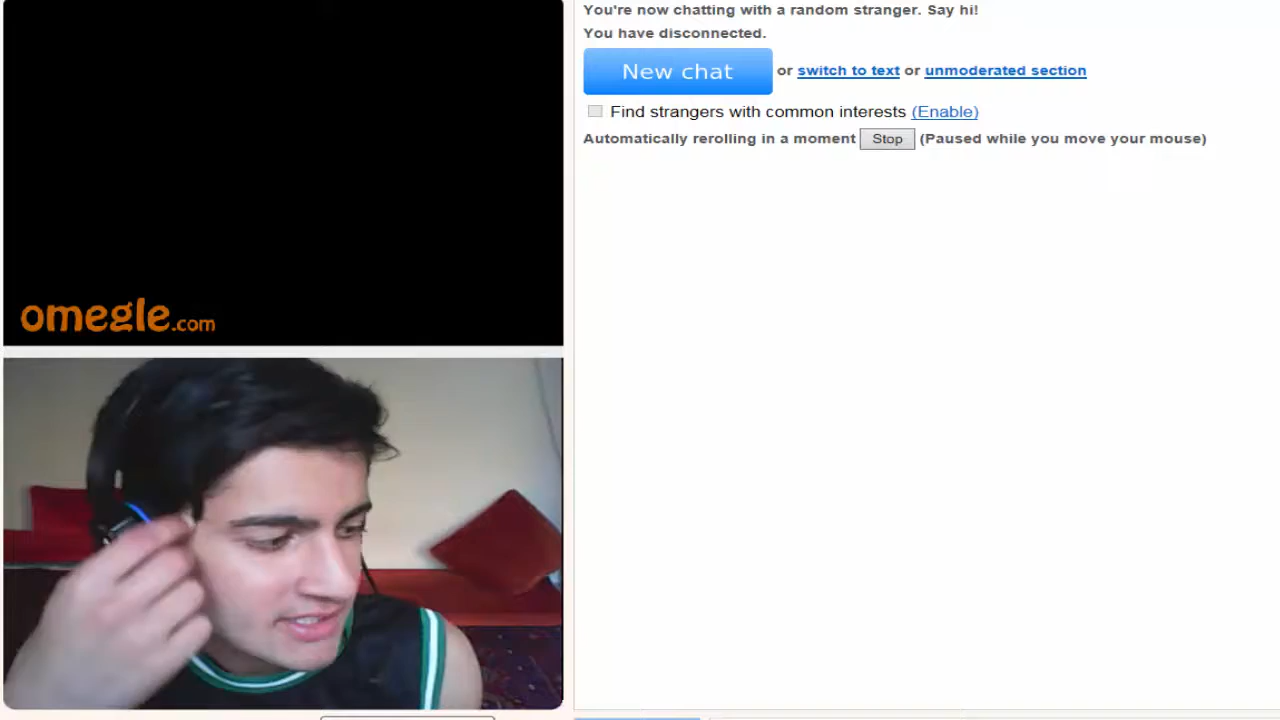 You're now chatting with a random stranger. Say hi!
You have disconnected.
New chat or switch to text or unmoderated section
Find strangers with common interests (Enable)
Automatically rerolling in a moment Stop (Paused while you move your mouse)
omegle.com